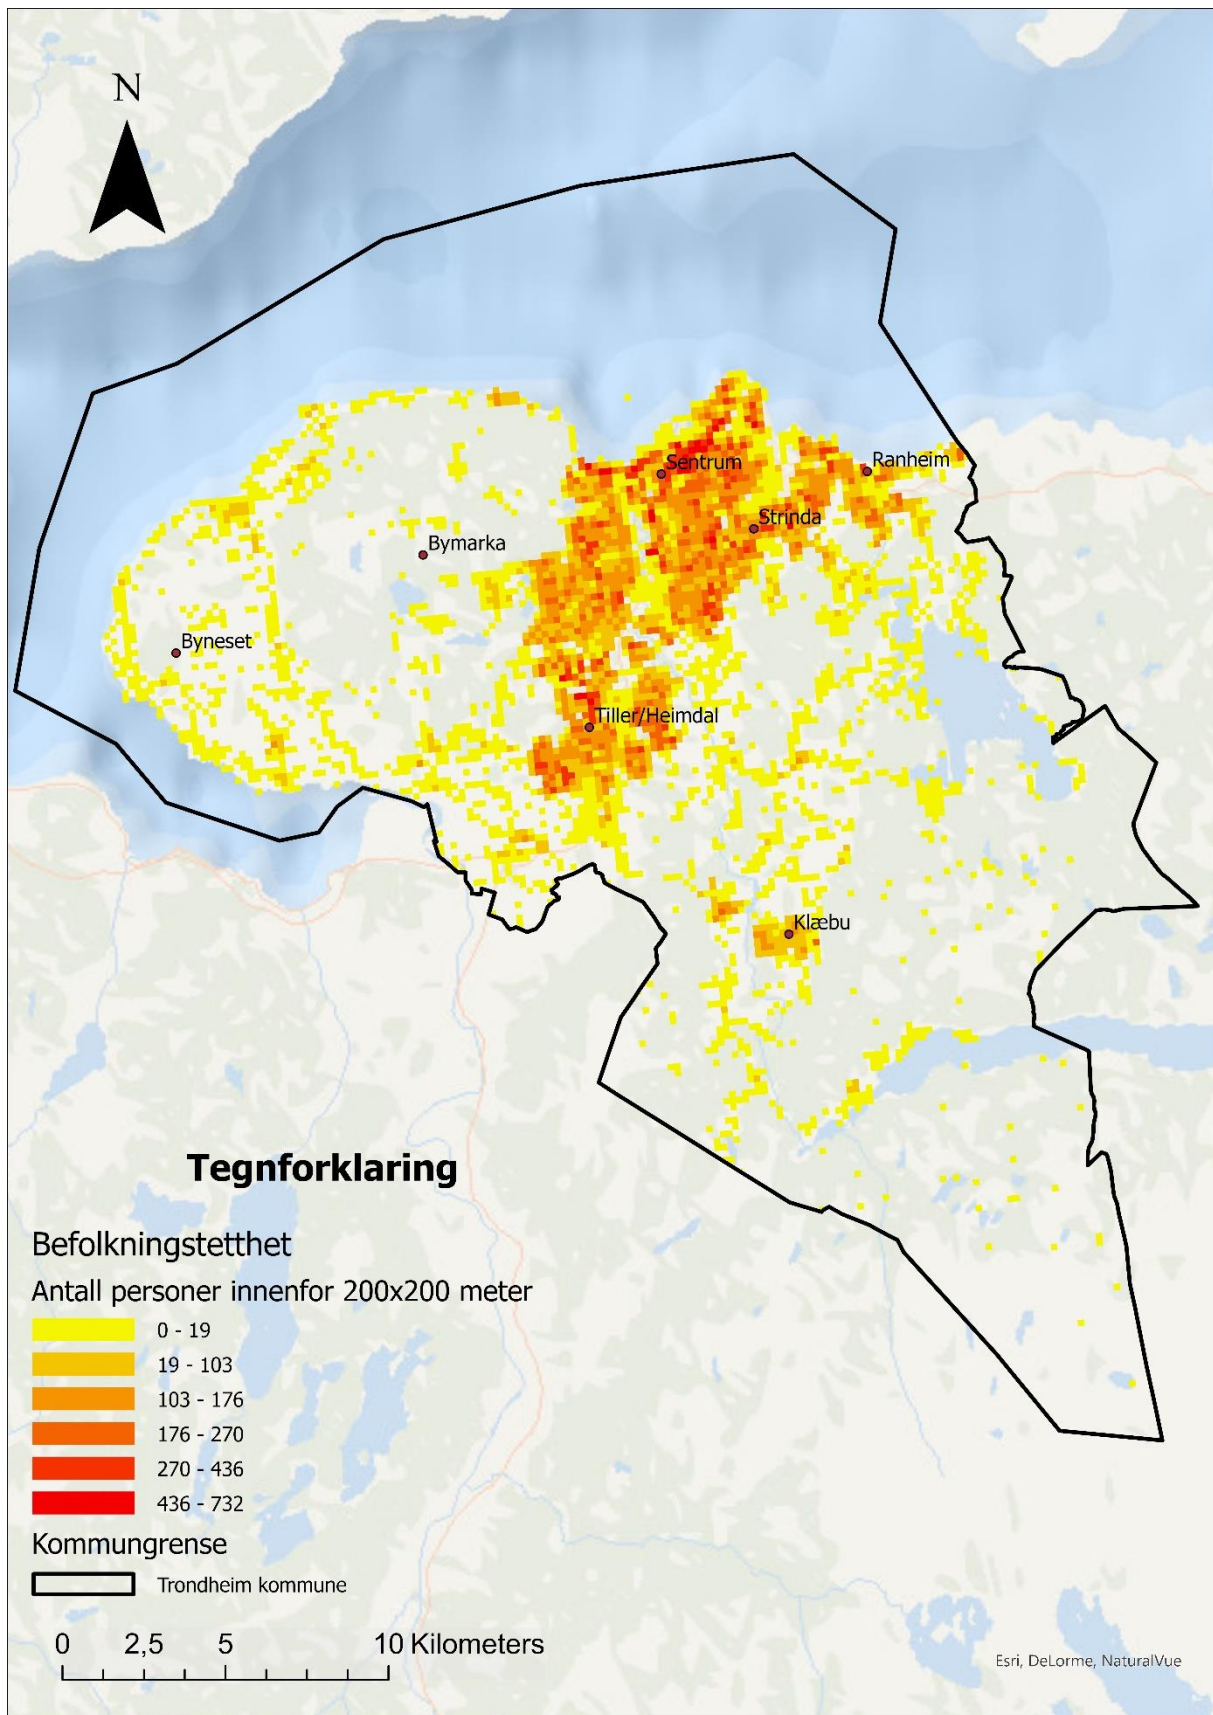 N
Sentrum
Ranheim
Strinda
Bymarka
Byneset
Tiller/Heimdal
Klæbu
Tegnforklaring
Befolkningstetthet
Antall personer innenfor 200x200 meter
0 - 19
19 - 103
103 - 176
176 - 270
270 - 436
436 - 732
Kommungrense
Trondheim kommune
0 2,5 5 10 Kilometers
Esri, DeLorme, NaturalVue